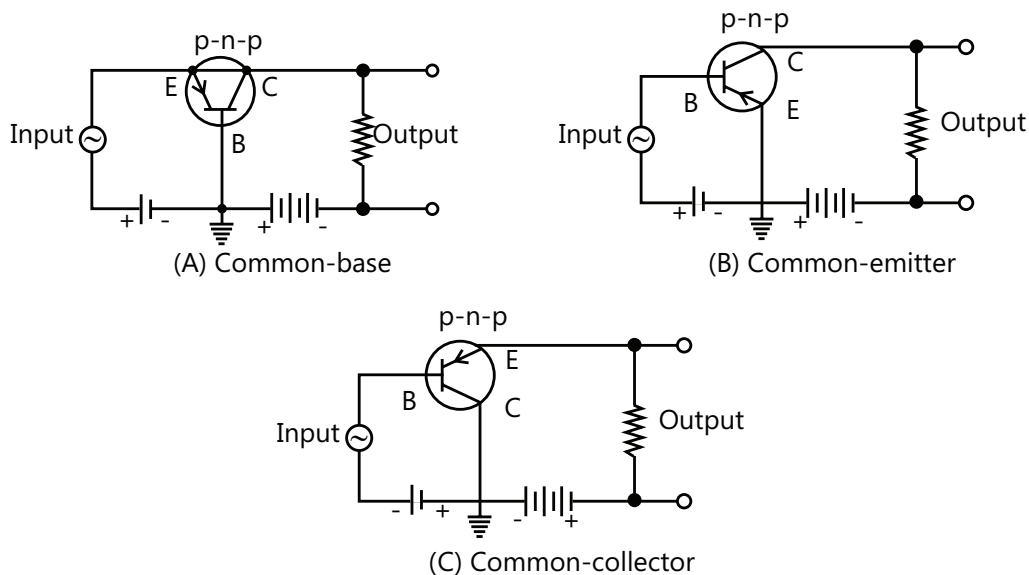 p-n-p
E
C
B
Input
Output
+
-
+
-
(A) Common-base
p-n-p
C
B
E
Input
Output
+
-
+
-
(B) Common-emitter
p-n-p
E
B
C
Input
Output
-
+
-
+
(C) Common-collector